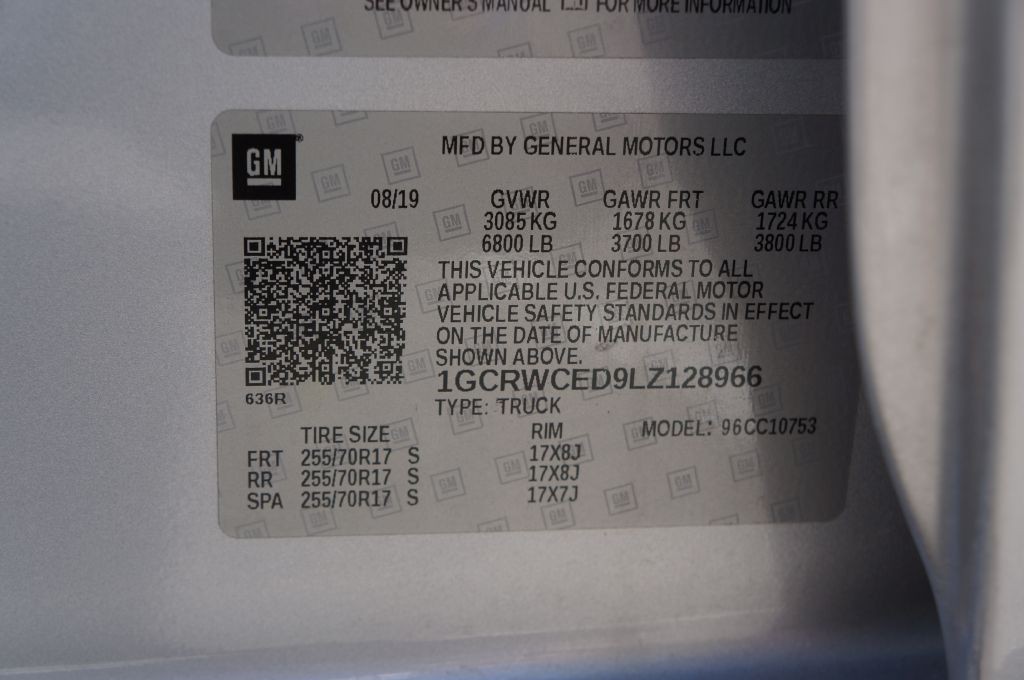 SEE OWNER'S MANUAL FOR MORE INFORMATION
GM®
MFD BY GENERAL MOTORS LLC
08/19 GVWR GAWR FRT GAWR RR
3085 KG 1678 KG 1724 KG
6800 LB 3700 LB 3800 LB
THIS VEHICLE CONFORMS TO ALL
APPLICABLE U.S. FEDERAL MOTOR
VEHICLE SAFETY STANDARDS IN EFFECT
ON THE DATE OF MANUFACTURE
SHOWN ABOVE.
1GCRWCED9LZ128966
636R
TYPE: TRUCK
MODEL: 96CC10753
TIRE SIZE RIM
FRT 255/70R17 S 17X8J
RR 255/70R17 S 17X8J
SPA 255/70R17 S 17X7J